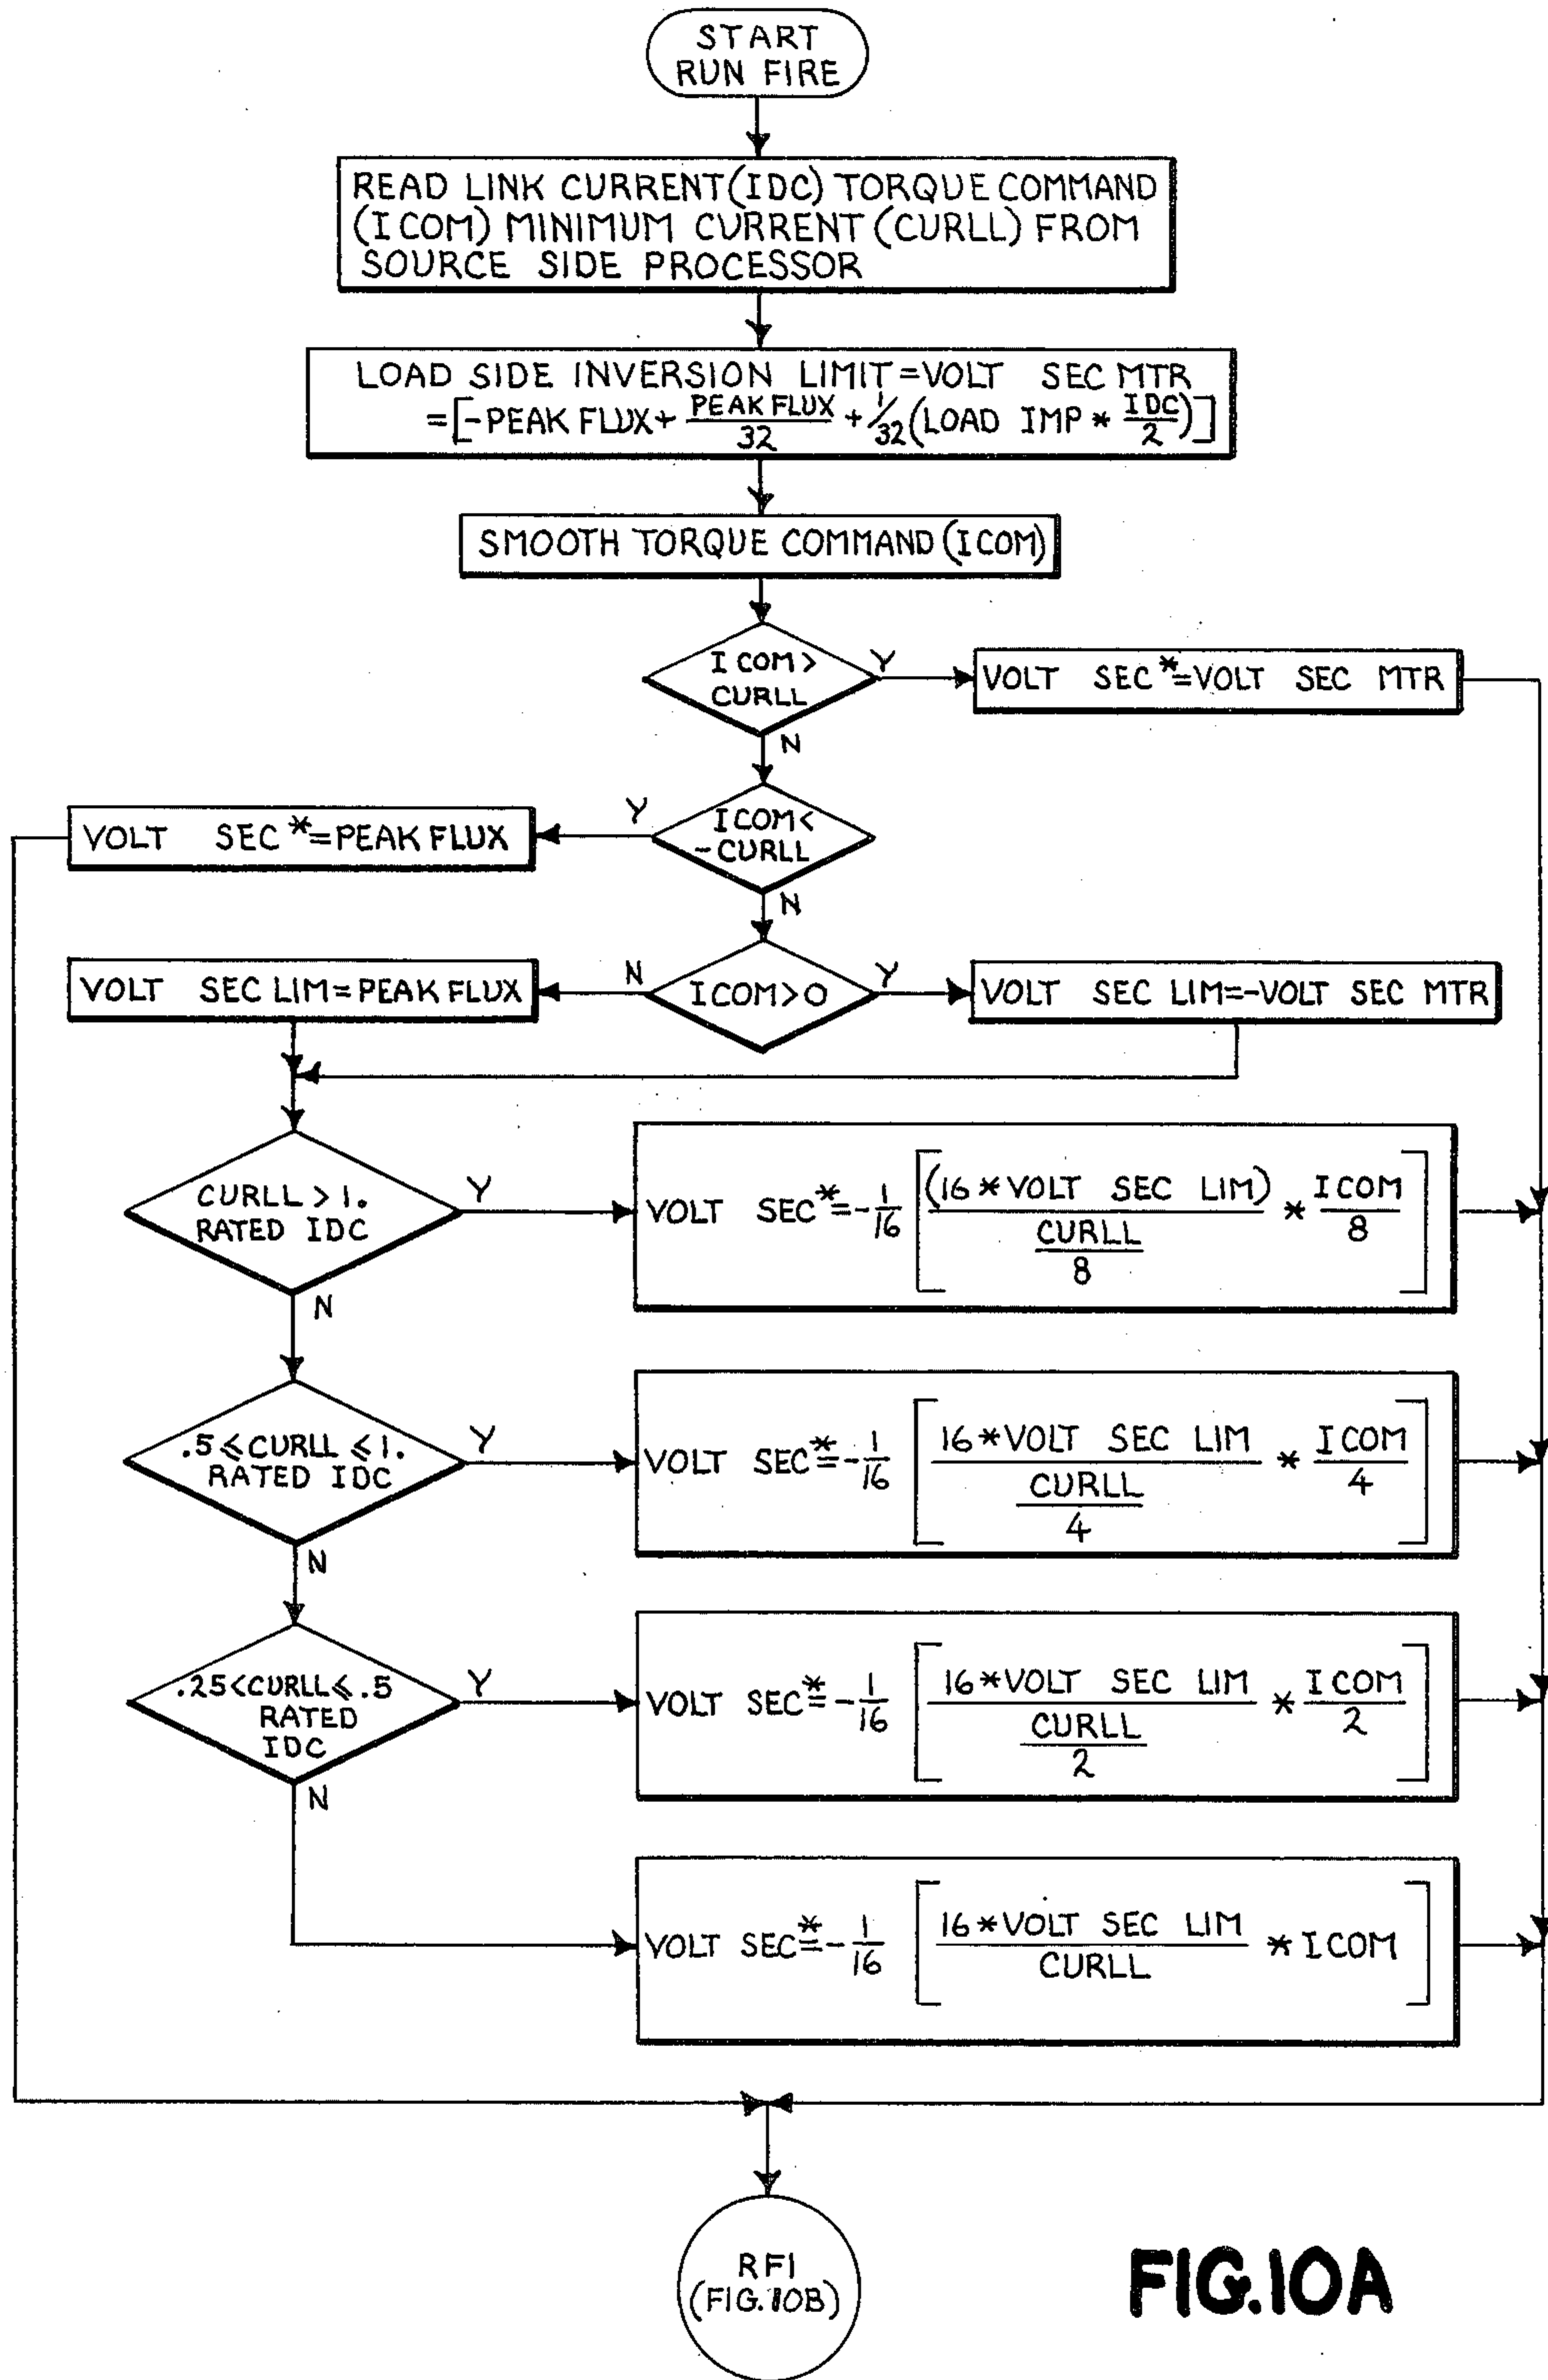 START
RUN FIRE
READ LINK CURRENT(IDC) TORQUE COMMAND
(ICOM) MINIMUM CURRENT (CURLL) FROM
SOURCE SIDE PROCESSOR
LOAD SIDE INVERSION LIMIT=VOLT SEC MTR
=[-PEAK FLUX+ PEAK FLUX/32 + 1/32(LOAD IMP * IDC/2)]
SMOOTH TORQUE COMMAND (ICOM)
ICOM>
CURLL
Y
VOLT SEC*=VOLT SEC MTR
N
ICOM<
-CURLL
Y
VOLT SEC*=PEAK FLUX
N
ICOM>0
N
VOLT SEC LIM=PEAK FLUX
Y
VOLT SEC LIM=-VOLT SEC MTR
CURLL>1.
RATED IDC
Y
VOLT SEC*=-1/16 [(16*VOLT SEC LIM)/(CURLL/8) * ICOM/8]
N
.5≤CURLL≤1.
RATED IDC
Y
VOLT SEC*=-1/16 [16*VOLT SEC LIM/(CURLL/4) * ICOM/4]
N
.25<CURLL≤.5
RATED
IDC
Y
VOLT SEC*=-1/16 [16*VOLT SEC LIM/(CURLL/2) * ICOM/2]
N
VOLT SEC*=-1/16 [16*VOLT SEC LIM/CURLL * ICOM]
RF1
(FIG.10B)
FIG.10A